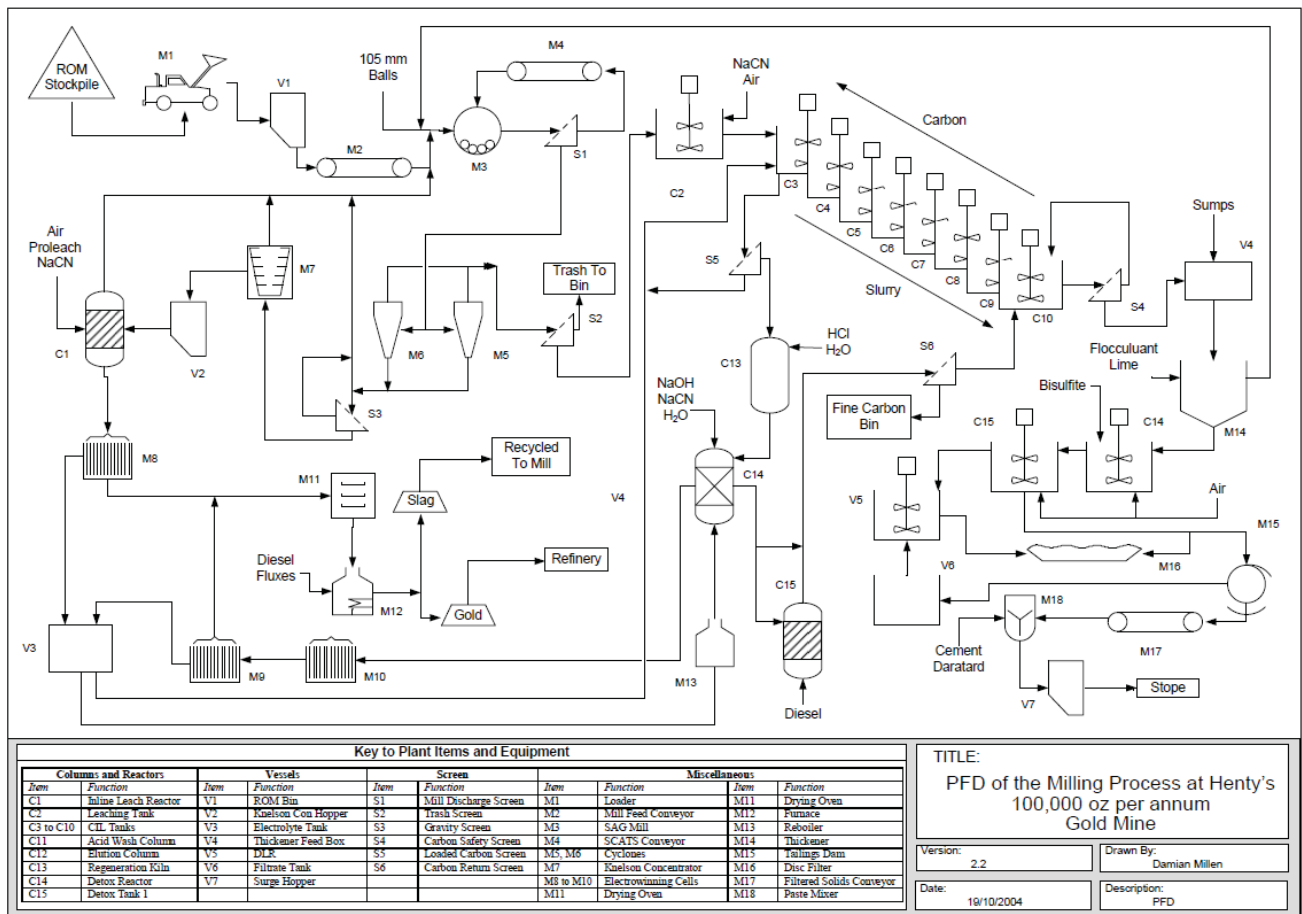 ROM
Stockpile
M1
V1
M2
105 mm
Balls
M4
M3
S1
NaCN
Air
C2
Carbon
C3
C4
C5
C6
C7
C8
C9
C10
Slurry
S4
Sumps
V4
Air
Proleach
NaCN
C1
M7
V2
M6
M5
S3
Trash To
Bin
S2
S5
C13
HCl
H₂O
NaOH
NaCN
H₂O
C14
S6
Fine Carbon
Bin
Flocculuant
Lime
M14
Bisulfite
C15
C14
Air
M8
M11
Slag
Recycled
To Mill
V4
Diesel
Fluxes
M12
Gold
Refinery
V3
M9
M10
M13
C15
Diesel
V5
M16
M15
V6
M18
M17
Cement
Daratard
V7
Stope
Key to Plant Items and Equipment
Columns and Reactors Vessels Screen Miscellaneous
Item Function Item Function Item Function Item Function Item Function
C1 Inline Leach Reactor V1 ROM Bin S1 Mill Discharge Screen M1 Loader M11 Drying Oven
C2 Leaching Tank V2 Knelson Con Hopper S2 Trash Screen M2 Mill Feed Conveyor M12 Furnace
C3 to C10 CIL Tanks V3 Electrolyte Tank S3 Gravity Screen M3 SAG Mill M13 Reboiler
C11 Acid Wash Column V4 Thickener Feed Box S4 Carbon Safety Screen M4 SCATS Conveyor M14 Thickener
C12 Elution Column V5 DLR S5 Loaded Carbon Screen M5, M6 Cyclones M15 Tailings Dam
C13 Regeneration Kiln V6 Filtrate Tank S6 Carbon Return Screen M7 Knelson Concentrator M16 Disc Filter
C14 Detox Reactor V7 Surge Hopper M8 to M10 Electrowinning Cells M17 Filtered Solids Conveyor
C15 Detox Tank 1 M11 Drying Oven M18 Paste Mixer
TITLE:
PFD of the Milling Process at Henty's
100,000 oz per annum
Gold Mine
Version:
2.2
Drawn By:
Damian Millen
Date:
19/10/2004
Description:
PFD